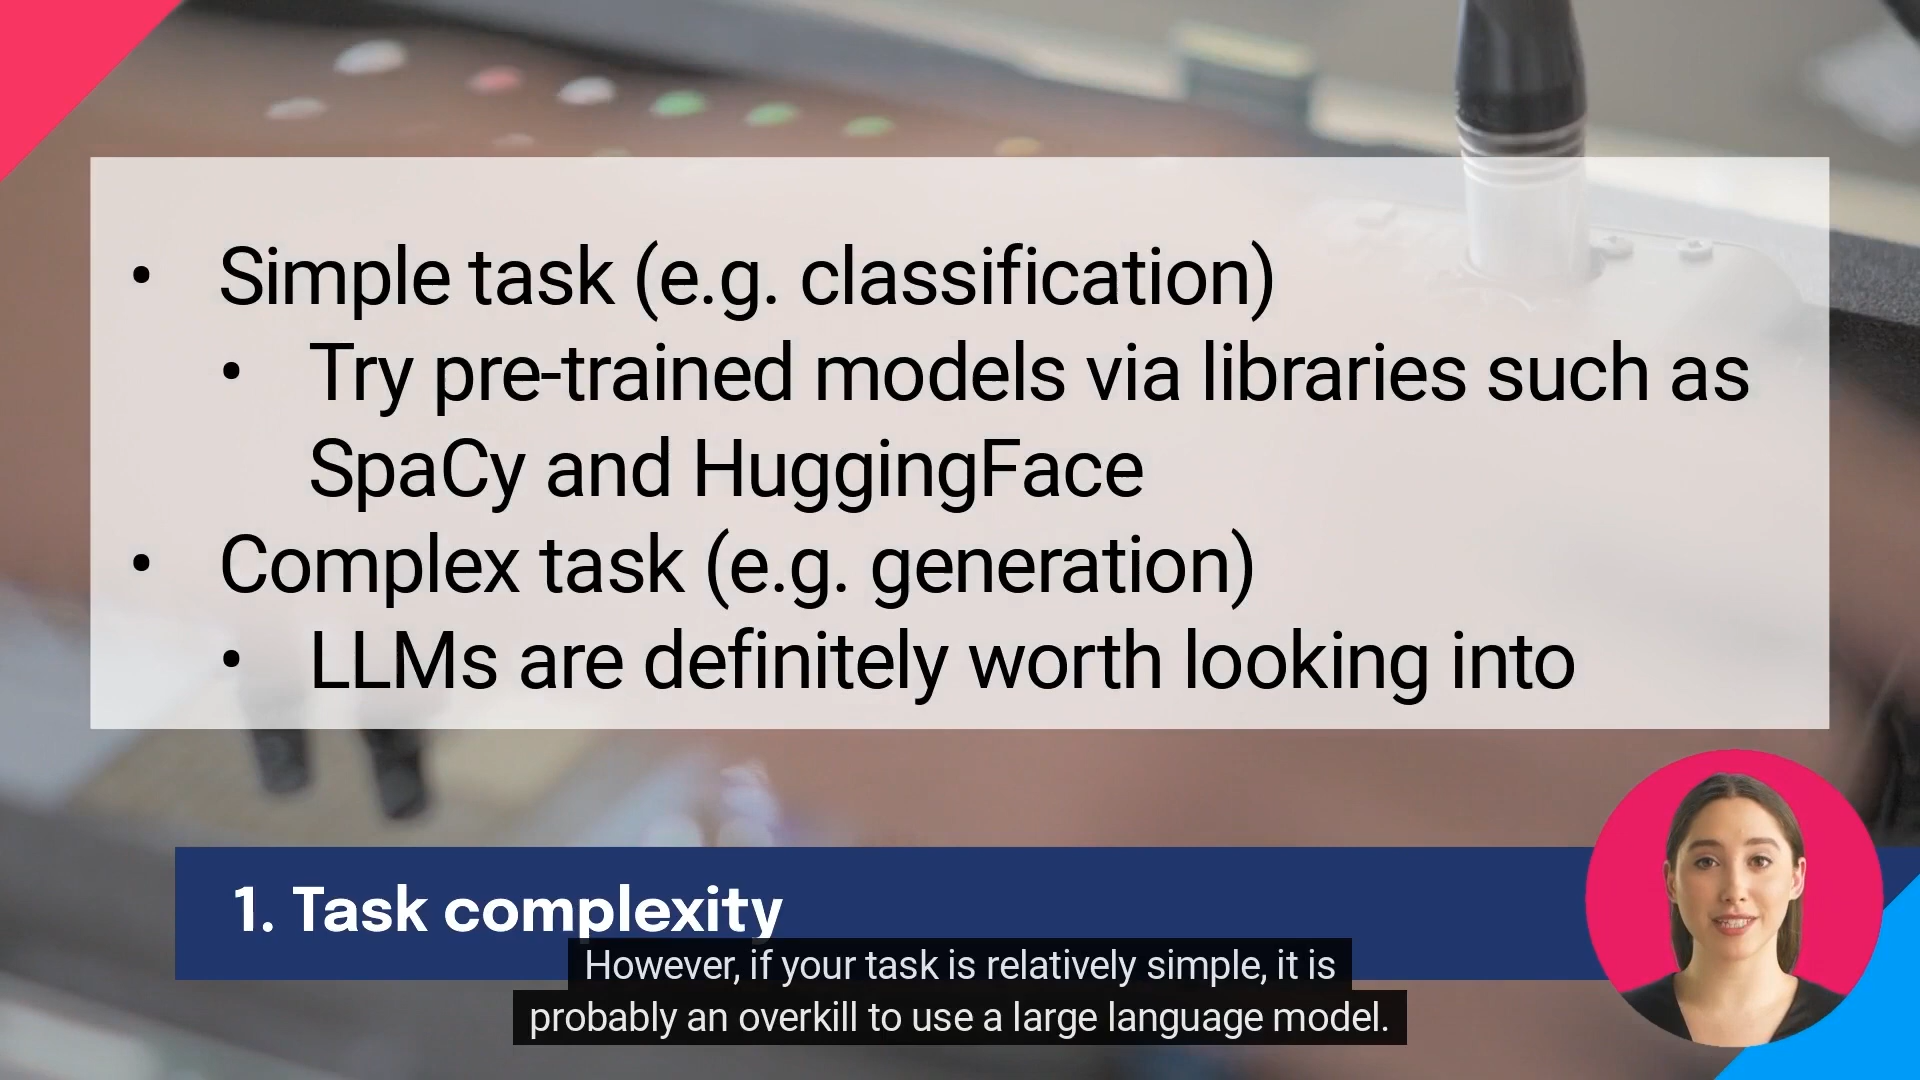 • Simple task (e.g. classification)
• Try pre-trained models via libraries such as
SpaCy and HuggingFace
• Complex task (e.g. generation)
• LLMs are definitely worth looking into
1. Task complexity
However, if your task is relatively simple, it is
probably an overkill to use a large language model.